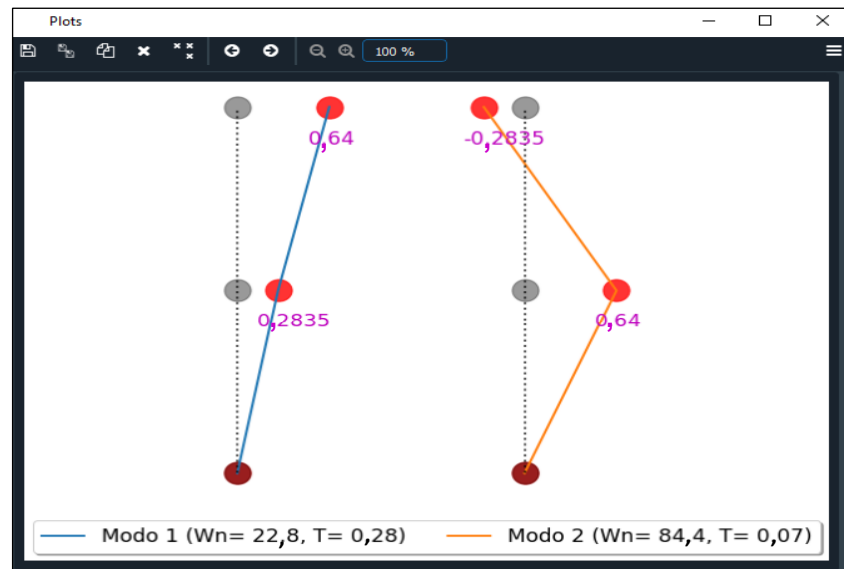 Plots
100 %
0,64
-0,2835
0,2835
0,64
Modo 1 (Wn= 22,8, T= 0,28)
Modo 2 (Wn= 84,4, T= 0,07)